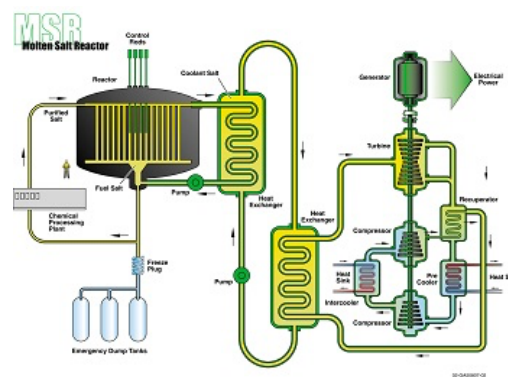 MSR
Molten Salt Reactor
Control
Rods
Reactor
Coolant Salt
Purified
Salt
Fuel Salt
Pump
Chemical
Processing
Plant
Heat
Exchanger
Freeze
Plug
Pump
Emergency Dump Tanks
Heat
Exchanger
Generator
Electrical
Power
Turbine
Recuperator
Compressor
Heat
Sink
Pre
Cooler
Heat S
Intercooler
Compressor